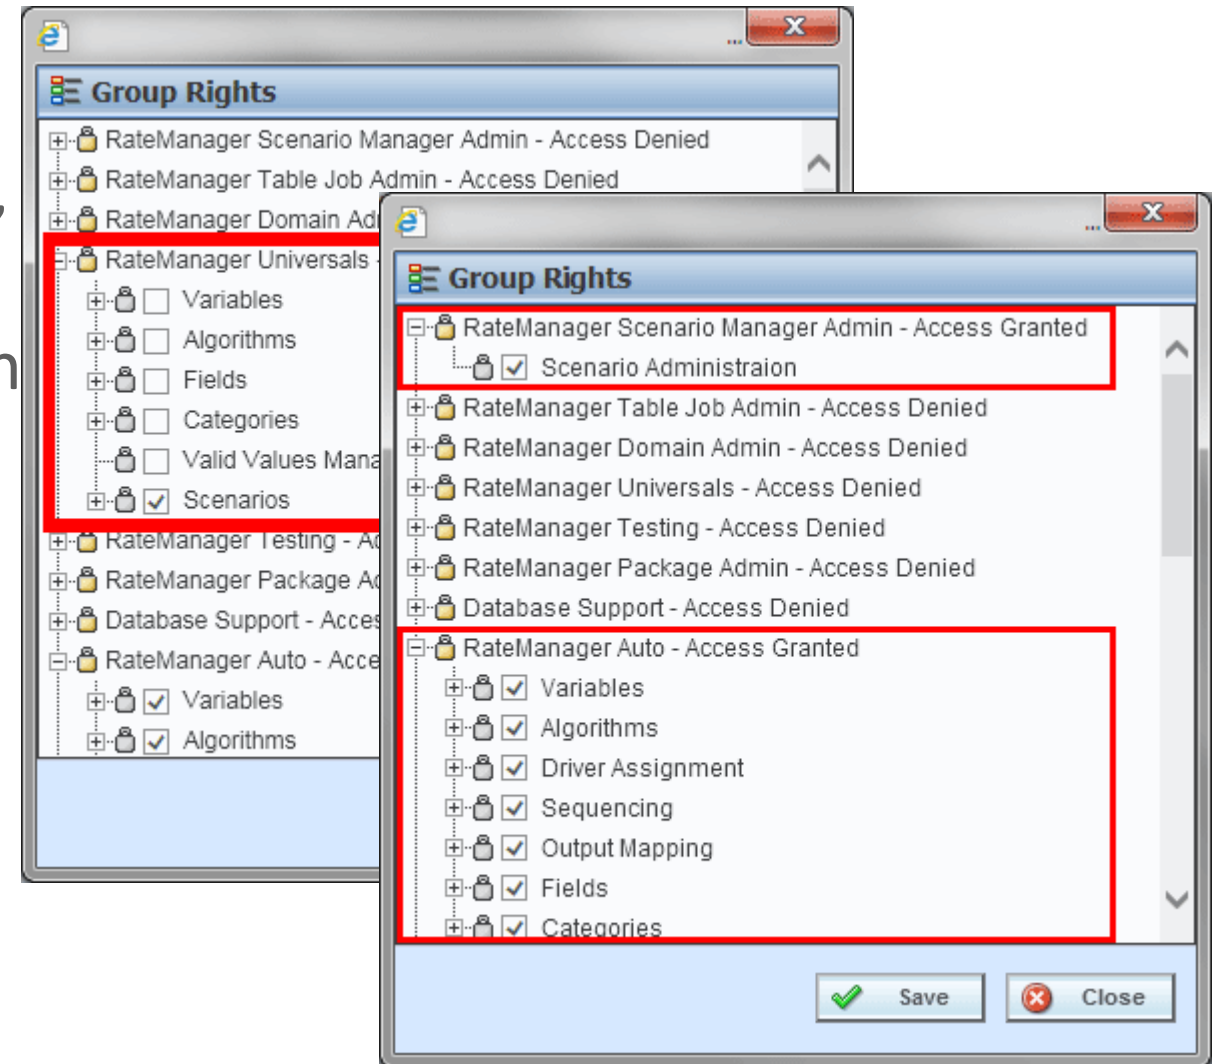 ...
Group Rights
RateManager Scenario Manager Admin - Access Denied
RateManager Table Job Admin - Access Denied
RateManager Domain
RateManager Universals -
Variables
Algorithms
Fields
Categories
Valid Values
Scenarios
RateManager Testing -
RateManager Package
Database Support -
RateManager Auto -
Variables
Algorithms
,
n
...
Group Rights
RateManager Scenario Manager Admin - Access Granted
Scenario Administraion
RateManager Table Job Admin - Access Denied
RateManager Domain Admin - Access Denied
RateManager Universals - Access Denied
RateManager Testing - Access Denied
RateManager Package Admin - Access Denied
Database Support - Access Denied
RateManager Auto - Access Granted
Variables
Algorithms
Driver Assignment
Sequencing
Output Mapping
Fields
Categories
Save Close